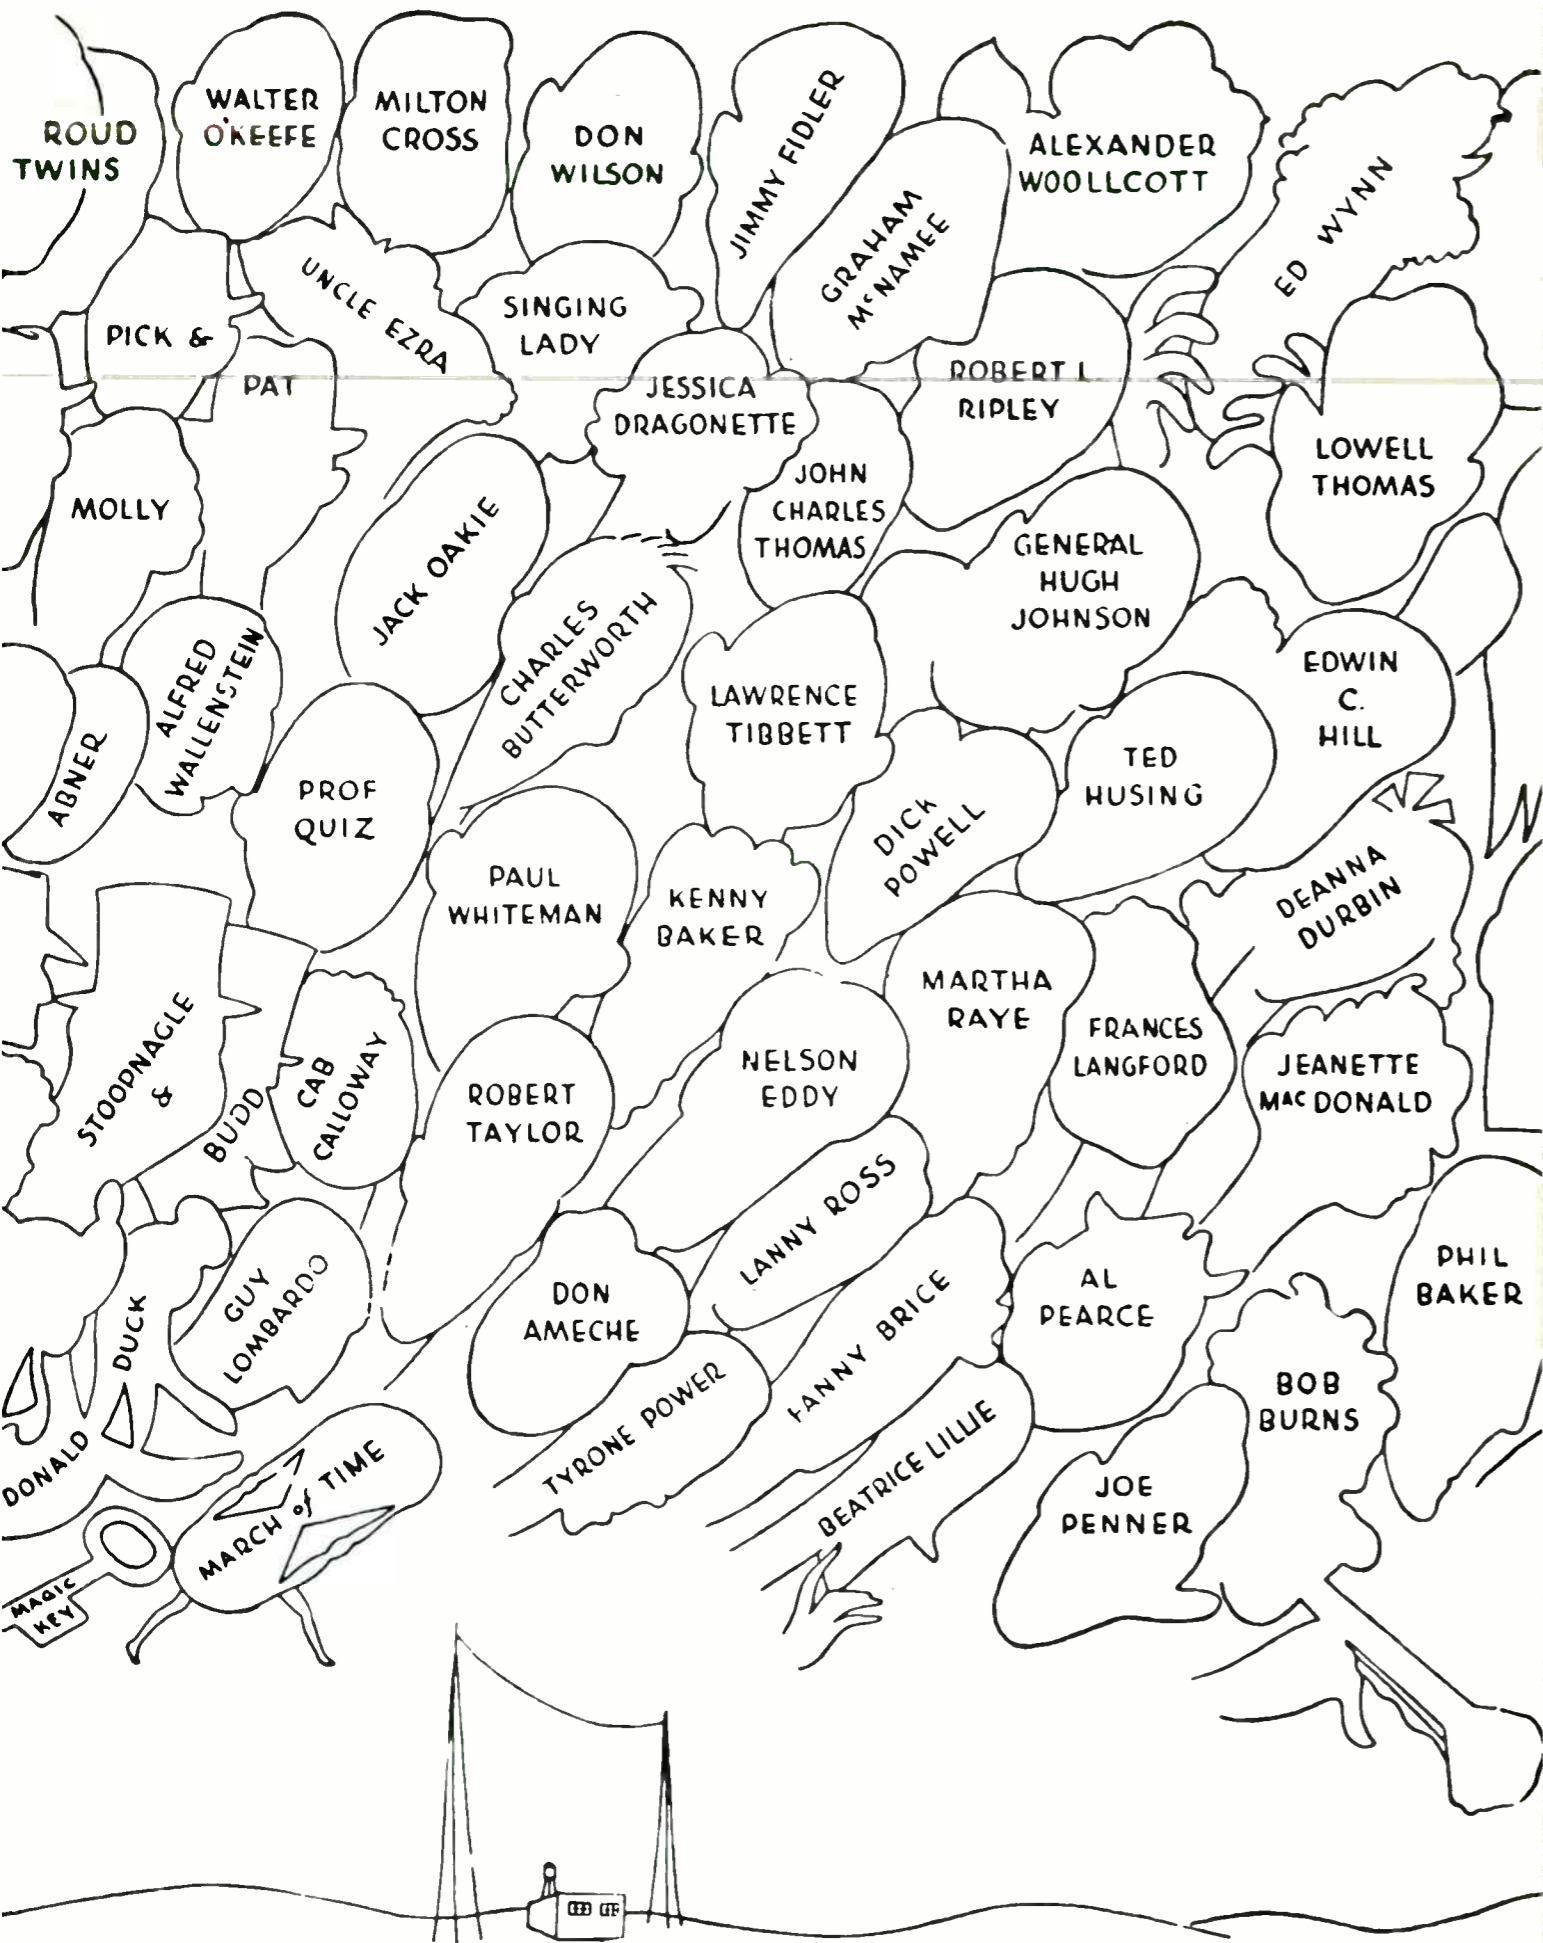 ROUD
TWINS
WALTER
O'KEEFE
MILTON
CROSS
DON
WILSON
JIMMY FIDLER
GRAHAM
McNAMEE
ALEXANDER
WOOLLCOTT
ED WYNN
PICK &
PAT
UNCLE EZRA
SINGING
LADY
JESSICA
DRAGONETTE
ROBERT L
RIPLEY
LOWELL
THOMAS
MOLLY
JACK OAKIE
JOHN
CHARLES
THOMAS
GENERAL
HUGH
JOHNSON
ABNER
ALFRED
WALLENSTEIN
CHARLES
BUTTERWORTH
LAWRENCE
TIBBETT
EDWIN
C.
HILL
PROF
QUIZ
TED
HUSING
DICK
POWELL
PAUL
WHITEMAN
KENNY
BAKER
DEANNA
DURBIN
STOOPNAGLE
&
BUDD
CAB
CALLOWAY
ROBERT
TAYLOR
NELSON
EDDY
MARTHA
RAYE
FRANCES
LANGFORD
JEANETTE
MAC DONALD
DONALD
DUCK
GUY
LOMBARDO
DON
AMECHE
LANNY ROSS
FANNY BRICE
AL
PEARCE
PHIL
BAKER
TYRONE POWER
BEATRICE LILLIE
BOB
BURNS
JOE
PENNER
MARCH of TIME
MAGIC
KEY